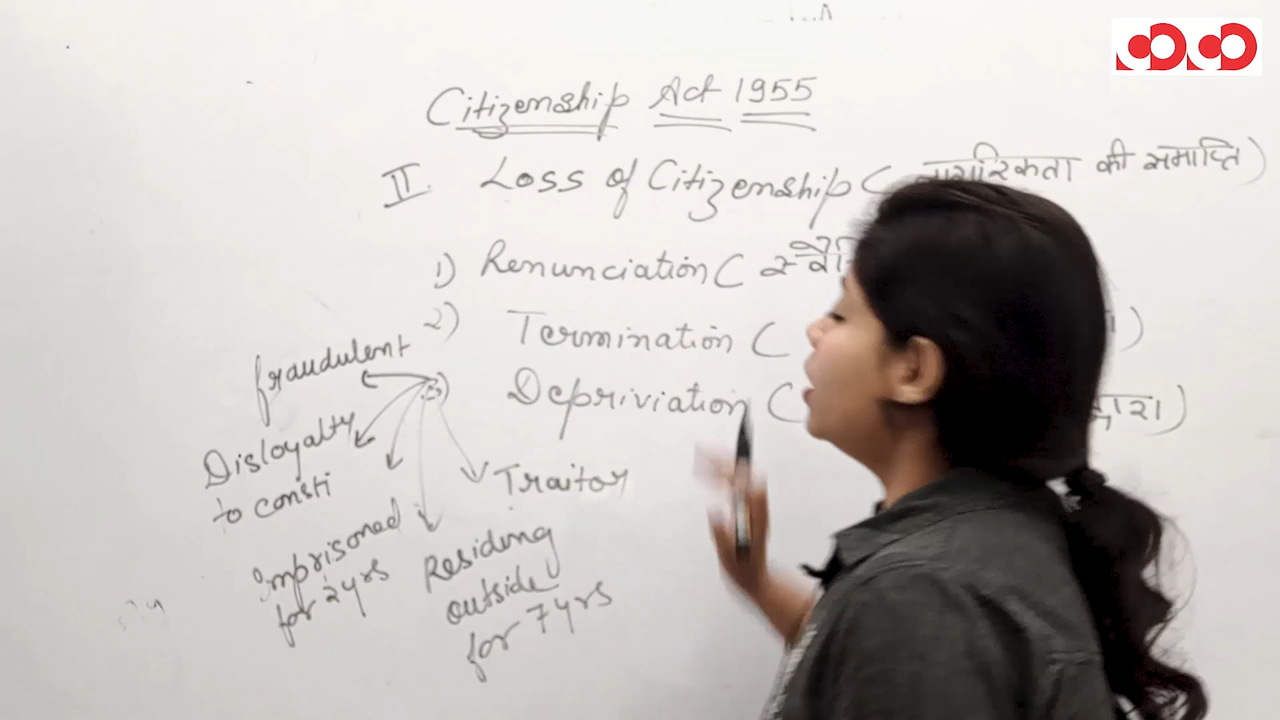 Citizenship Act 1955
II. Loss of Citizenship ( नागरिकता की समाप्ति )
1) Renunciation (
2) Termination ( )
3) Depriviation ( द्वारा )
fraudulent
Disloyalty
to consti
Imprisoned
for 2yrs
Residing
outside
for 7yrs
Traitor